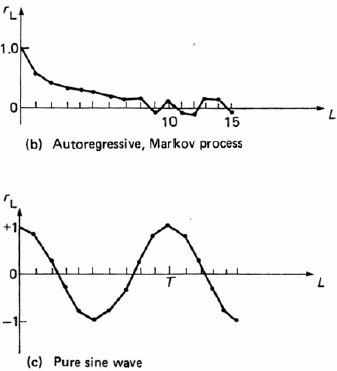 r_L
1.0
0
10 15 L
(b) Autoregressive, Markov process
r_L
+1
0
T L
−1
(c) Pure sine wave